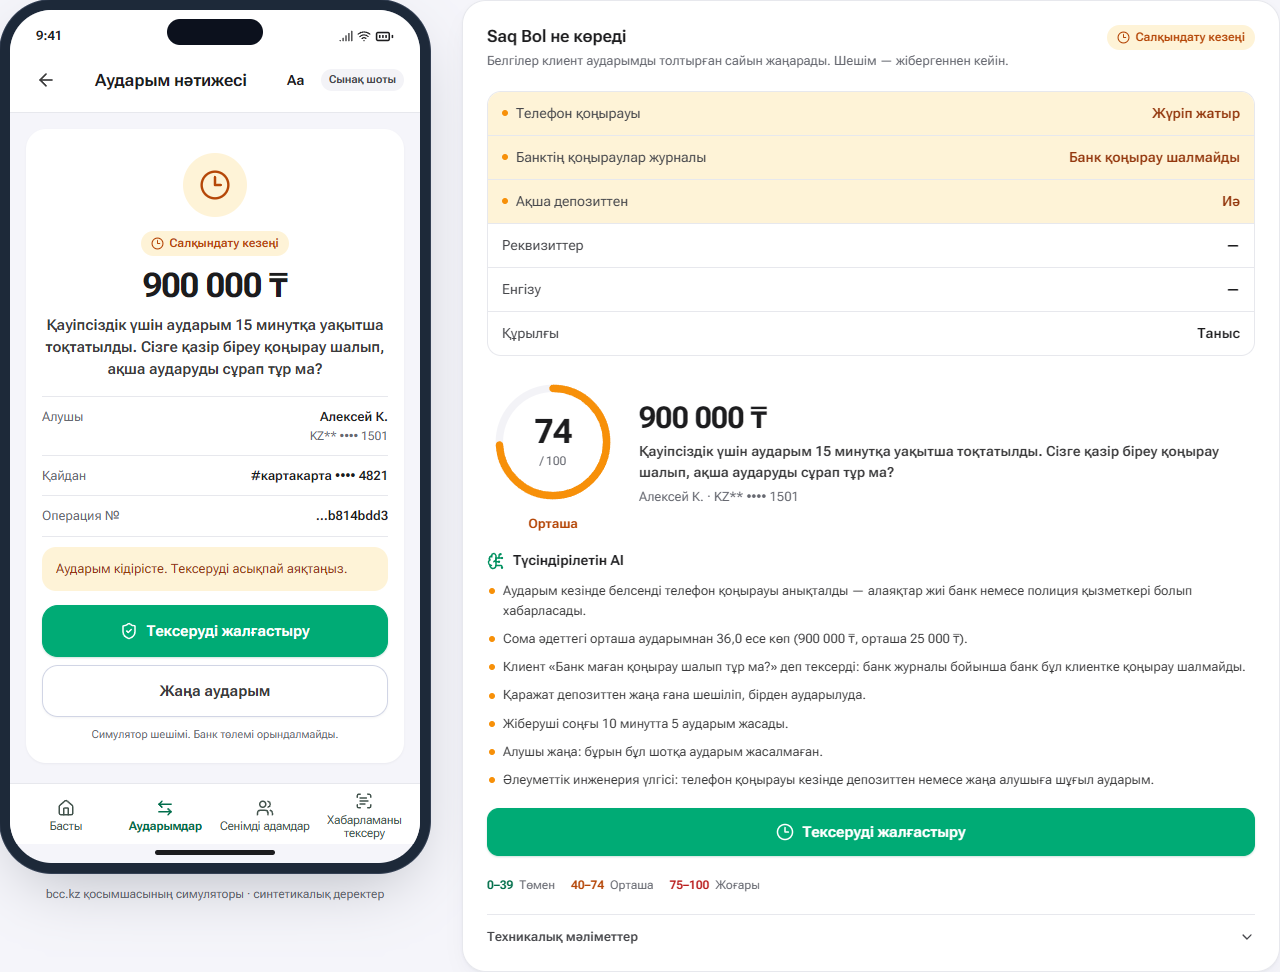 9:41
Аударым нәтижесі
Aa
Сынақ шоты
Салқындату кезеңі
900 000 ₸
Қауіпсіздік үшін аударым 15 минутқа уақытша
тоқтатылды. Сізге қазір біреу қоңырау шалып,
ақша аударуды сұрап тұр ма?
Алушы
Алексей К.
KZ** •••• 1501
Қайдан
#картакарта •••• 4821
Операция №
...b814bdd3
Аударым кідірісте. Тексеруді асықпай аяқтаңыз.
Тексеруді жалғастыру
Жаңа аударым
Симулятор шешімі. Банк төлемі орындалмайды.
Басты
Аударымдар
Сенімді адамдар
Хабарламаны
тексеру
bcc.kz қосымшасының симуляторы · синтетикалық деректер
Saq Bol не көреді
Салқындату кезеңі
Белгілер клиент аударымды толтырған сайын жаңарады. Шешім — жібергеннен кейін.
Телефон қоңырауы
Жүріп жатыр
Банктің қоңыраулар журналы
Банк қоңырау шалмайды
Ақша депозиттен
Иә
Реквизиттер
—
Енгізу
—
Құрылғы
Таныс
74
/ 100
Орташа
900 000 ₸
Қауіпсіздік үшін аударым 15 минутқа уақытша тоқтатылды. Сізге қазір біреу қоңырау
шалып, ақша аударуды сұрап тұр ма?
Алексей К. · KZ** •••• 1501
Түсіндірілетін AI
Аударым кезінде белсенді телефон қоңырауы анықталды — алаяқтар жиі банк немесе полиция қызметкері болып
хабарласады.
Сома әдеттегі орташа аударымнан 36,0 есе көп (900 000 ₸, орташа 25 000 ₸).
Клиент «Банк маған қоңырау шалып тұр ма?» деп тексерді: банк журналы бойынша банк бұл клиентке қоңырау шалмайды.
Қаражат депозиттен жаңа ғана шешіліп, бірден аударылуда.
Жіберуші соңғы 10 минутта 5 аударым жасады.
Алушы жаңа: бұрын бұл шотқа аударым жасалмаған.
Әлеуметтік инженерия үлгісі: телефон қоңырауы кезінде депозиттен немесе жаңа алушыға шұғыл аударым.
Тексеруді жалғастыру
0–39 Төмен 40–74 Орташа 75–100 Жоғары
Техникалық мәліметтер